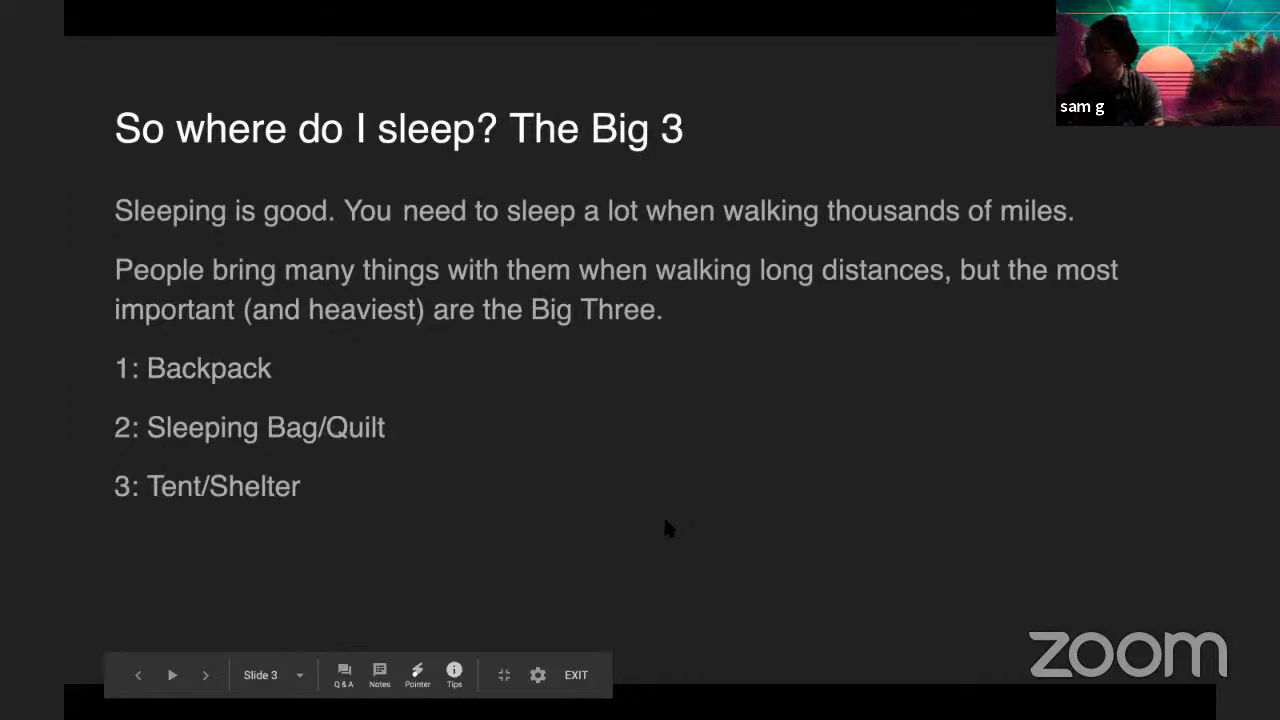 sam g
So where do I sleep? The Big 3
Sleeping is good. You need to sleep a lot when walking thousands of miles.
People bring many things with them when walking long distances, but the most
important (and heaviest) are the Big Three.
1: Backpack
2: Sleeping Bag/Quilt
3: Tent/Shelter
Slide 3
Q & A
Notes
Pointer
Tips
EXIT
zoom